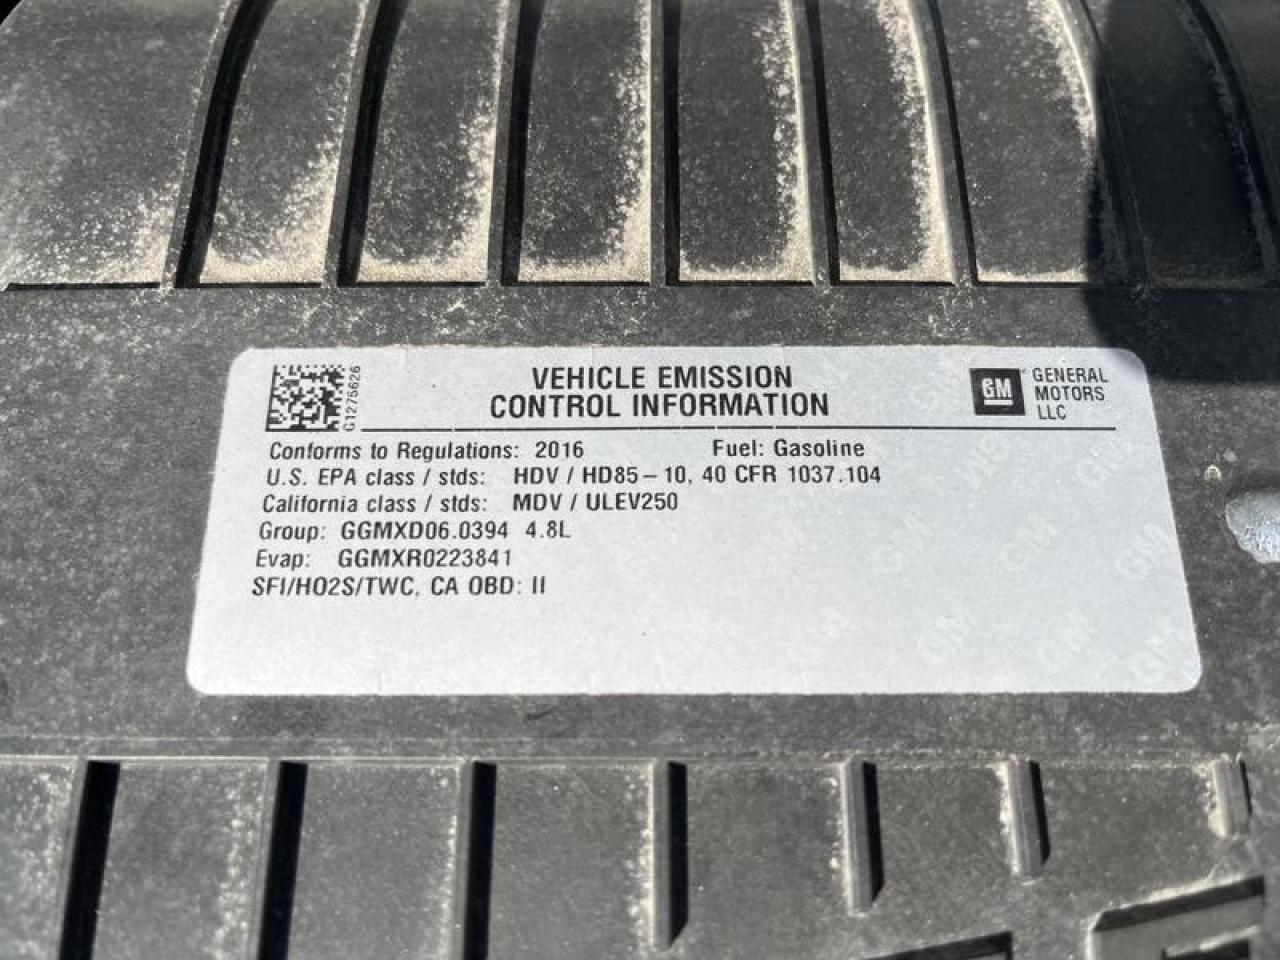 G1275626
VEHICLE EMISSION
CONTROL INFORMATION
GM GENERAL
MOTORS
LLC
Conforms to Regulations: 2016 Fuel: Gasoline
U.S. EPA class / stds: HDV / HD85-10, 40 CFR 1037.104
California class / stds: MDV / ULEV250
Group: GGMXD06.0394 4.8L
Evap: GGMXR0223841
SFI/HO2S/TWC, CA OBD: II